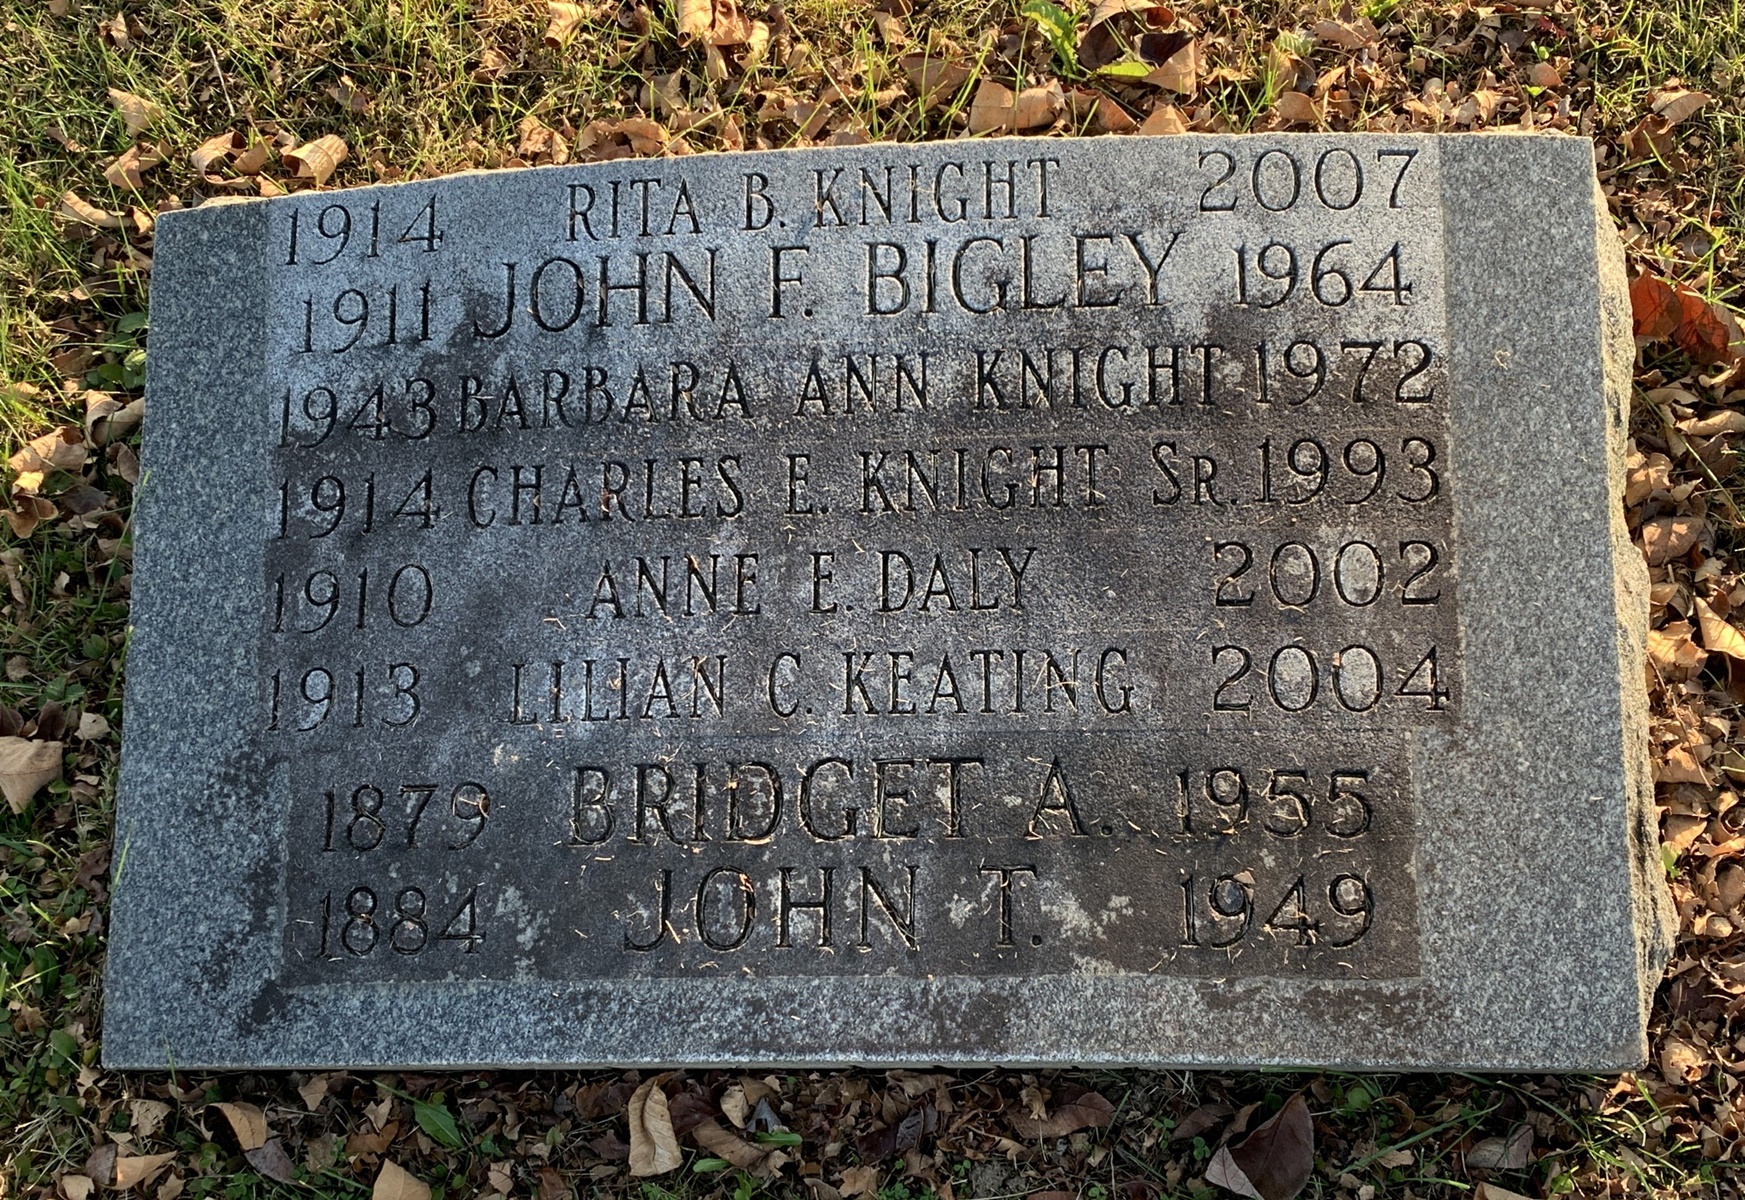 1914 RITA B. KNIGHT 2007
1911 JOHN F. BIGLEY 1964
1943 BARBARA ANN KNIGHT 1972
1914 CHARLES E. KNIGHT SR. 1993
1910 ANNE E. DALY 2002
1913 LILIAN C. KEATING 2004
1879 BRIDGET A. 1955
1884 JOHN T. 1949